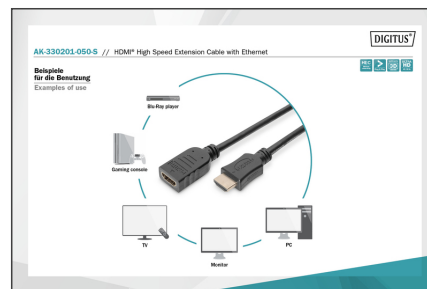 DIGITUS®
AK-330201-050-S // HDMI® High Speed Extension Cable with Ethernet
Beispiele
für die Benutzung
Examples of use
Blu-Ray player
Gaming console
TV
Monitor
PC